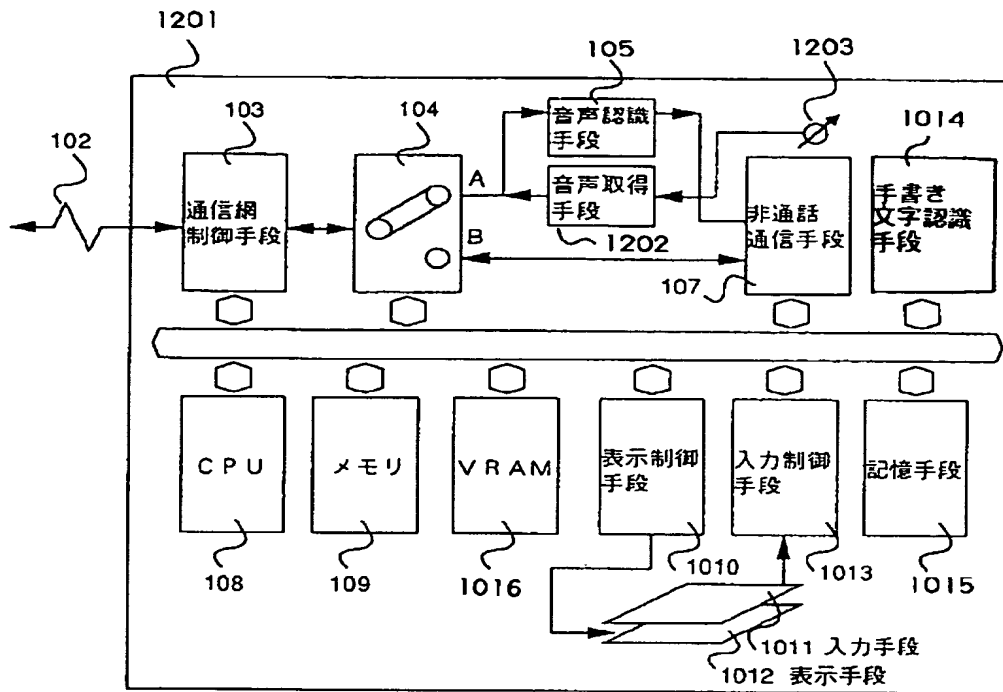 1201
102
103
104
105
1203
1014
通信網
制御手段
A
B
音声認識
手段
音声取得
手段
1202
非通話
通信手段
107
手書き
文字認識
手段
CPU
メモリ
VRAM
表示制御
手段
入力制御
手段
記憶手段
108
109
1016
1010
1013
1015
1011 入力手段
1012 表示手段